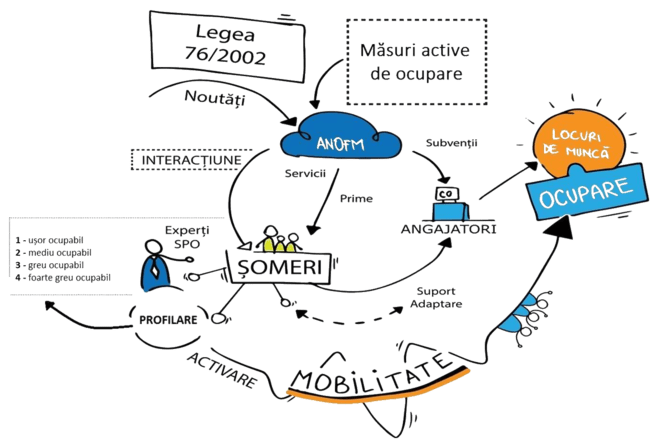 Legea
76/2002
Măsuri active
de ocupare
Noutăți
ANOFM
Subvenții
LOCURI
DE MUNCĂ
INTERACȚIUNE
Servicii
Prime
CO
ANGAJATORI
OCUPARE
Experți
SPO
1 - ușor ocupabil
2 - mediu ocupabil
3 - greu ocupabil
4 - foarte greu ocupabil
ȘOMERI
Suport
Adaptare
PROFILARE
ACTIVARE
MOBILITATE